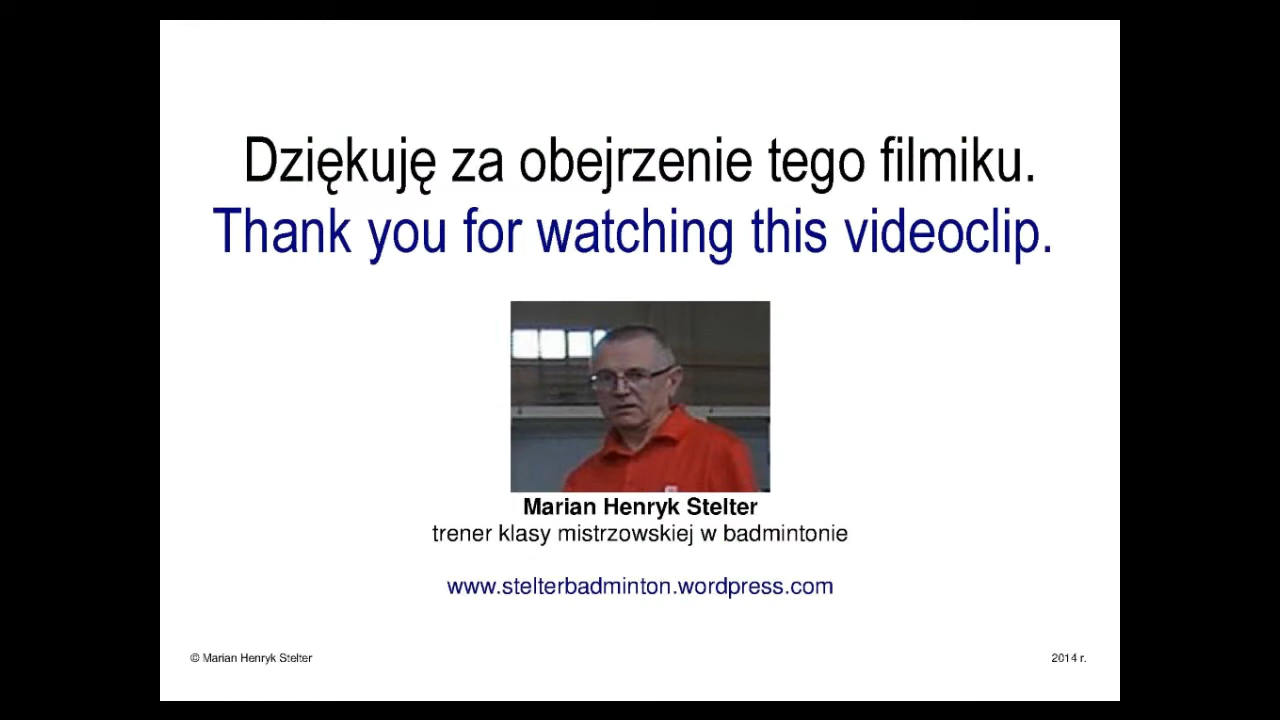 Dziękuję za obejrzenie tego filmiku.
Thank you for watching this videoclip.
Marian Henryk Stelter
trener klasy mistrzowskiej w badmintonie
www.stelterbadminton.wordpress.com
© Marian Henryk Stelter
2014 r.